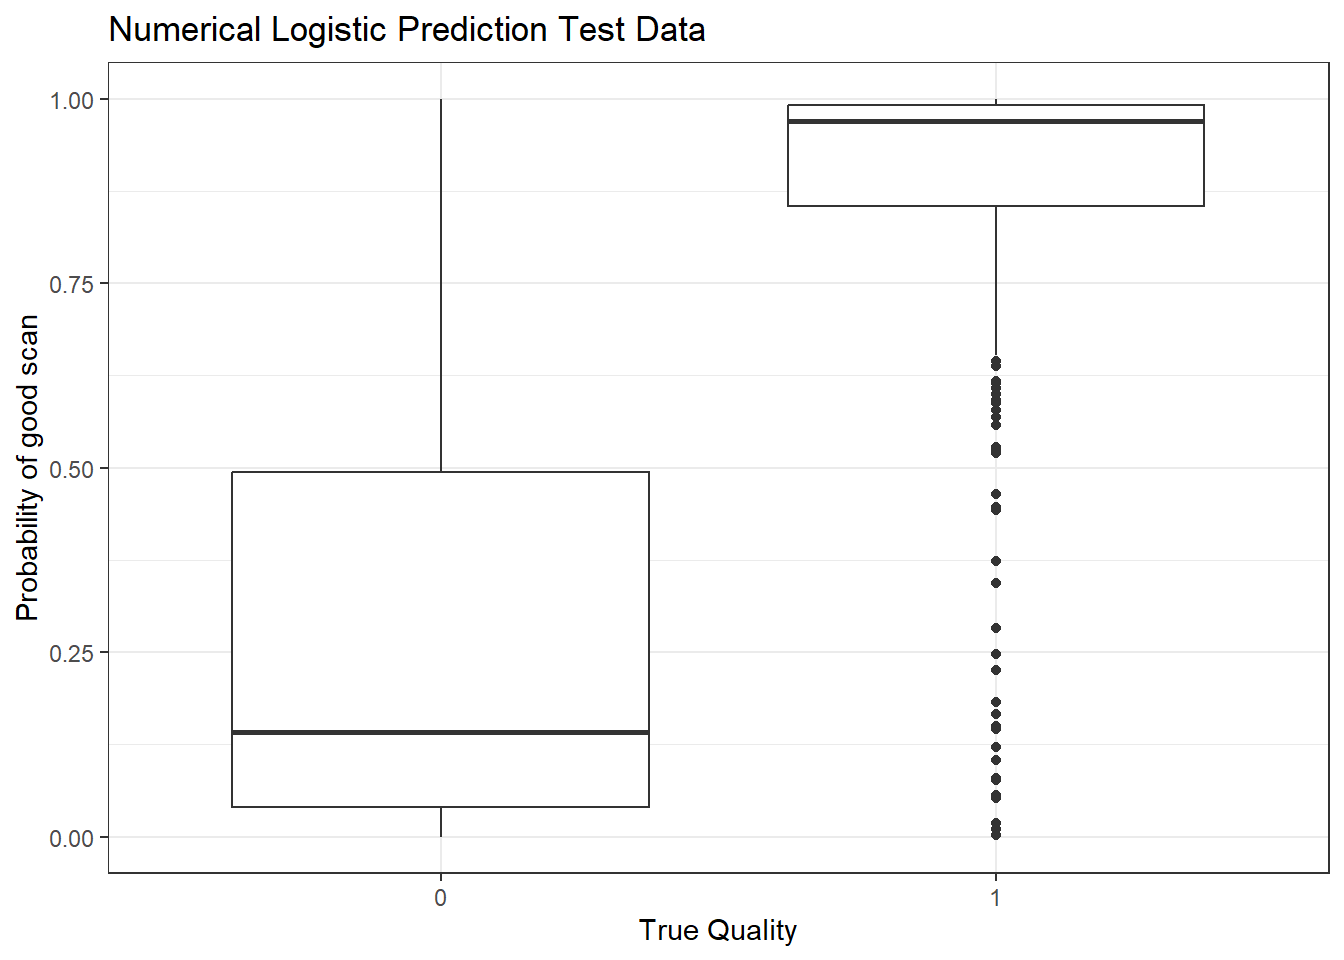 Numerical Logistic Prediction Test Data
Probability of good scan
1.00
0.75
0.50
0.25
0.00
0
1
True Quality